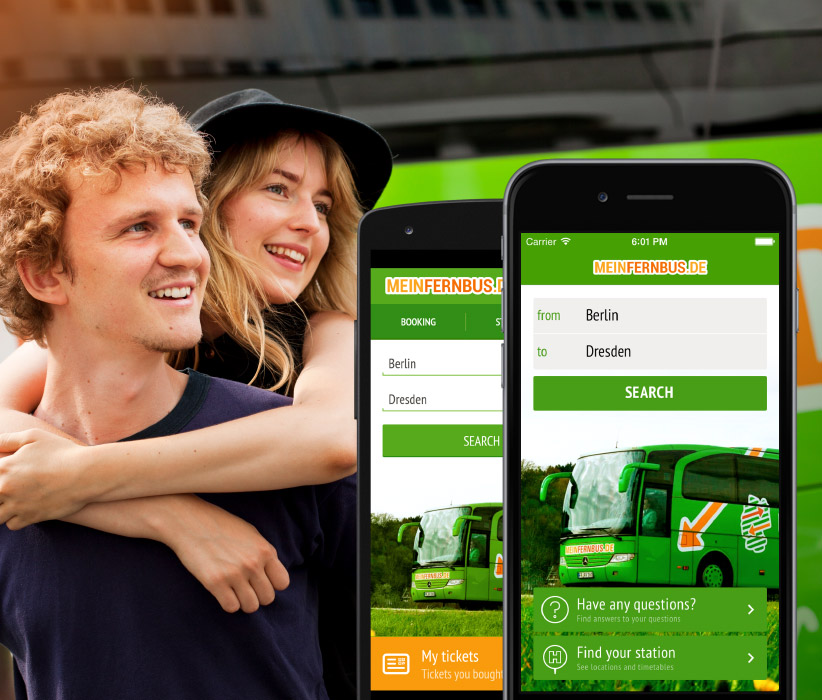 MEINFERNBUS.D
BOOKING
ST
Berlin
Dresden
SEARCH
MEINFERNBUS.DE
My tickets
Tickets you bought
Carrier
6:01 PM
MEINFERNBUS.DE
from Berlin
to Dresden
SEARCH
MEINFERNBUS.DE
Have any questions?
Find answers to your questions
Find your station
See locations and timetables